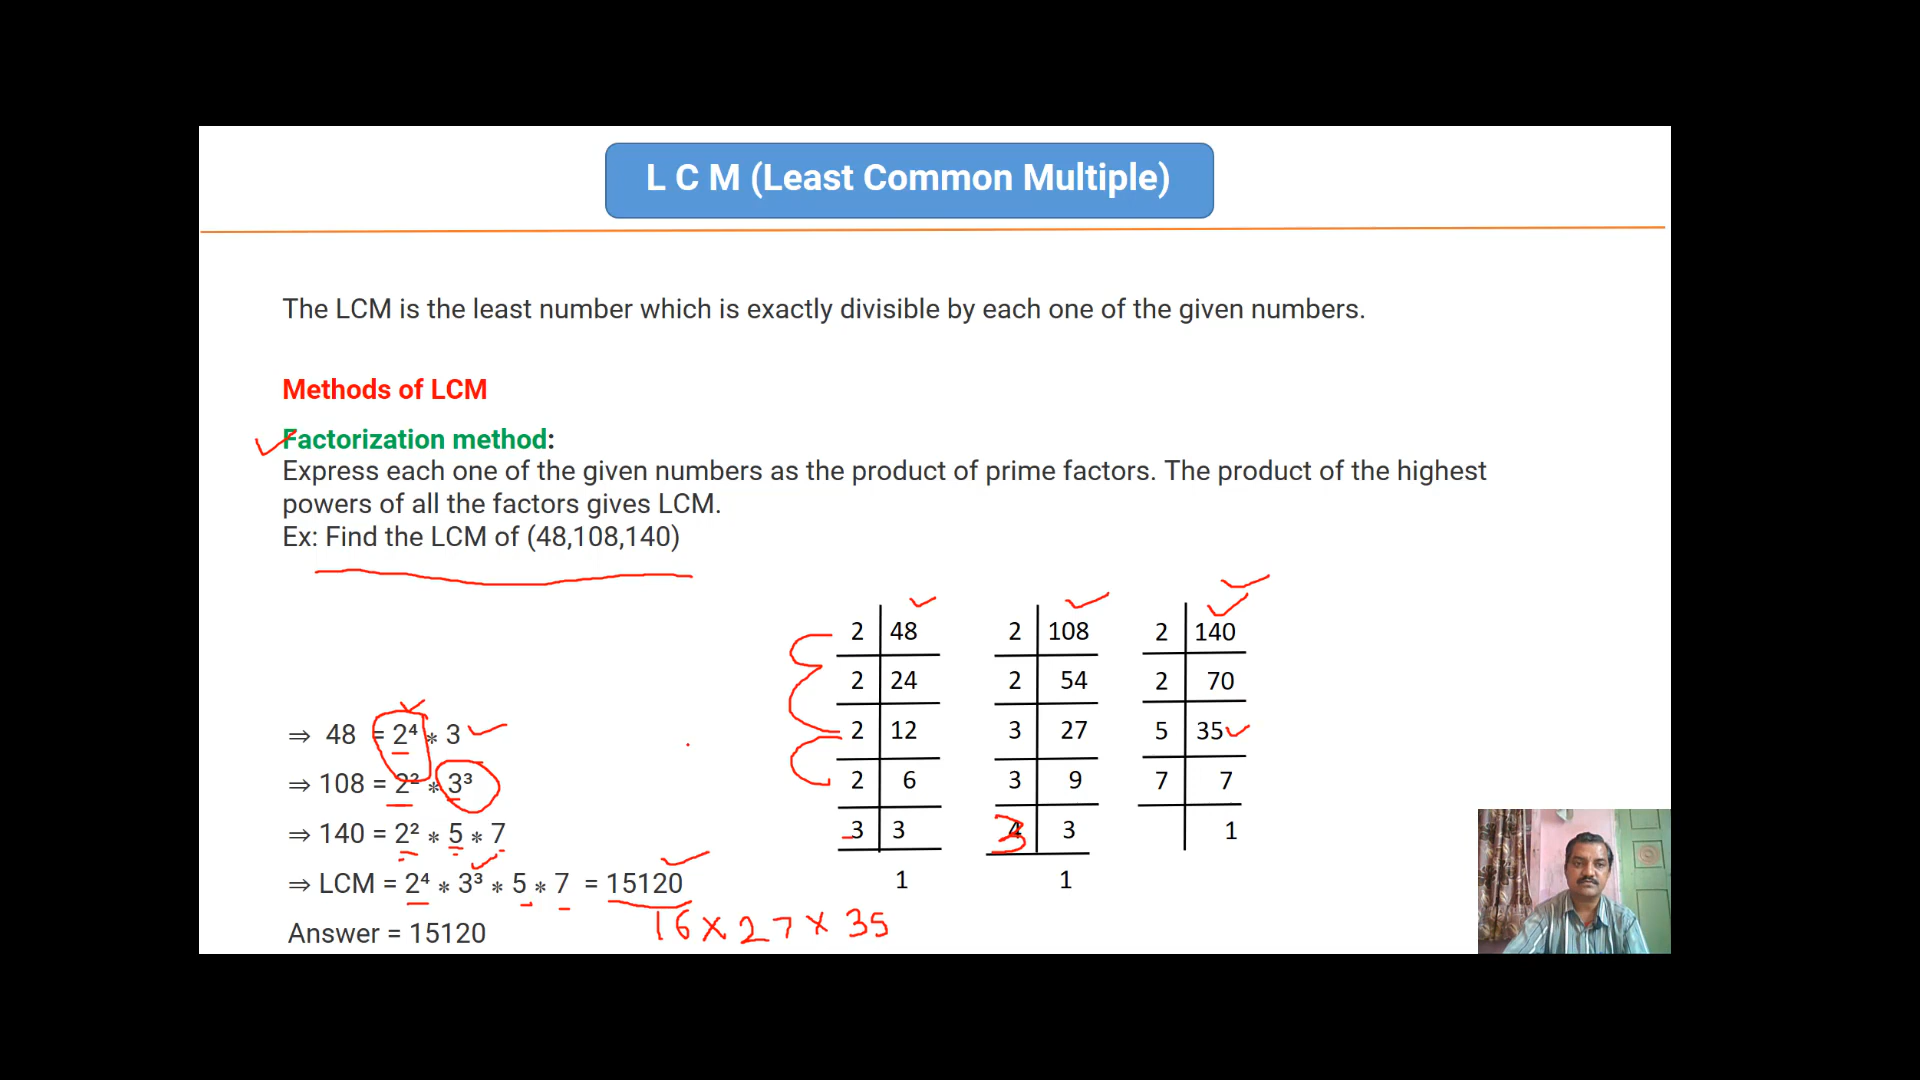 L C M (Least Common Multiple)
The LCM is the least number which is exactly divisible by each one of the given numbers.
Methods of LCM
Factorization method:
Express each one of the given numbers as the product of prime factors. The product of the highest
powers of all the factors gives LCM.
Ex: Find the LCM of (48,108,140)
⇒ 48 = 2⁴ * 3
⇒ 108 = 2² * 3³
⇒ 140 = 2² * 5 * 7
⇒ LCM = 2⁴ * 3³ * 5 * 7 = 15120
16 × 27 × 35
Answer = 15120
2 48
2 24
2 12
2 6
3 3
1
2 108
2 54
3 27
3 9
3 3
1
2 140
2 70
5 35
7 7
1